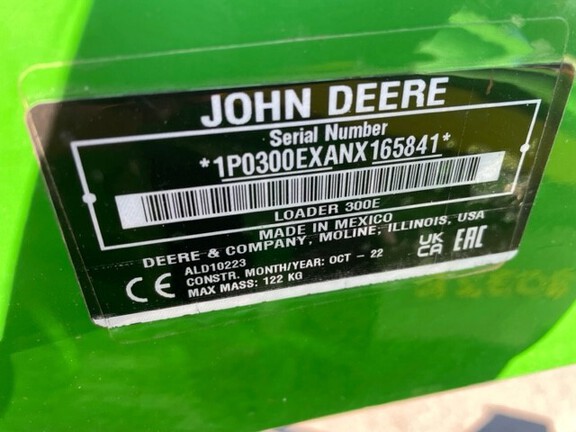 JOHN DEERE
Serial Number
*1P0300EXANX165841*
LOADER 300E
MADE IN MEXICO
DEERE & COMPANY, MOLINE, ILLINOIS, USA
ALD10223
CONSTR. MONTH/YEAR: OCT - 22
MAX MASS: 122 KG
CE
UK
CA
EAC